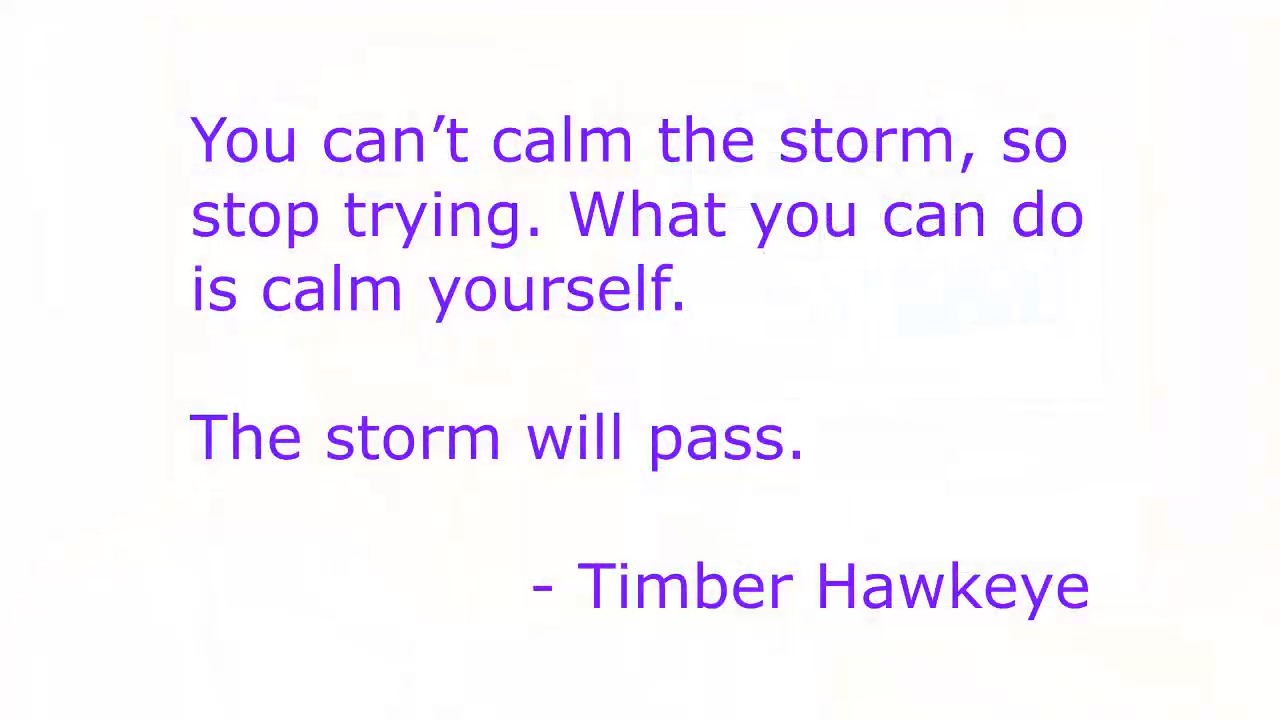 You can’t calm the storm, so
stop trying. What you can do
is calm yourself.
The storm will pass.
- Timber Hawkeye